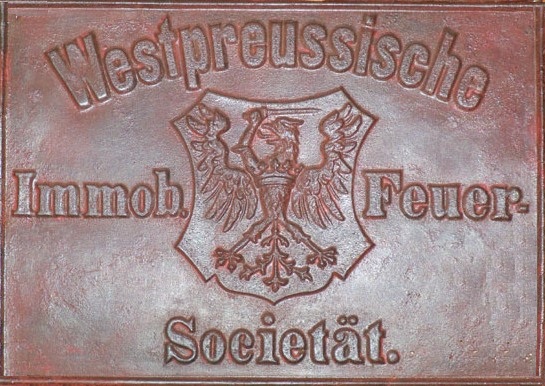 Westpreussische
Immob. Feuer-
Societät.